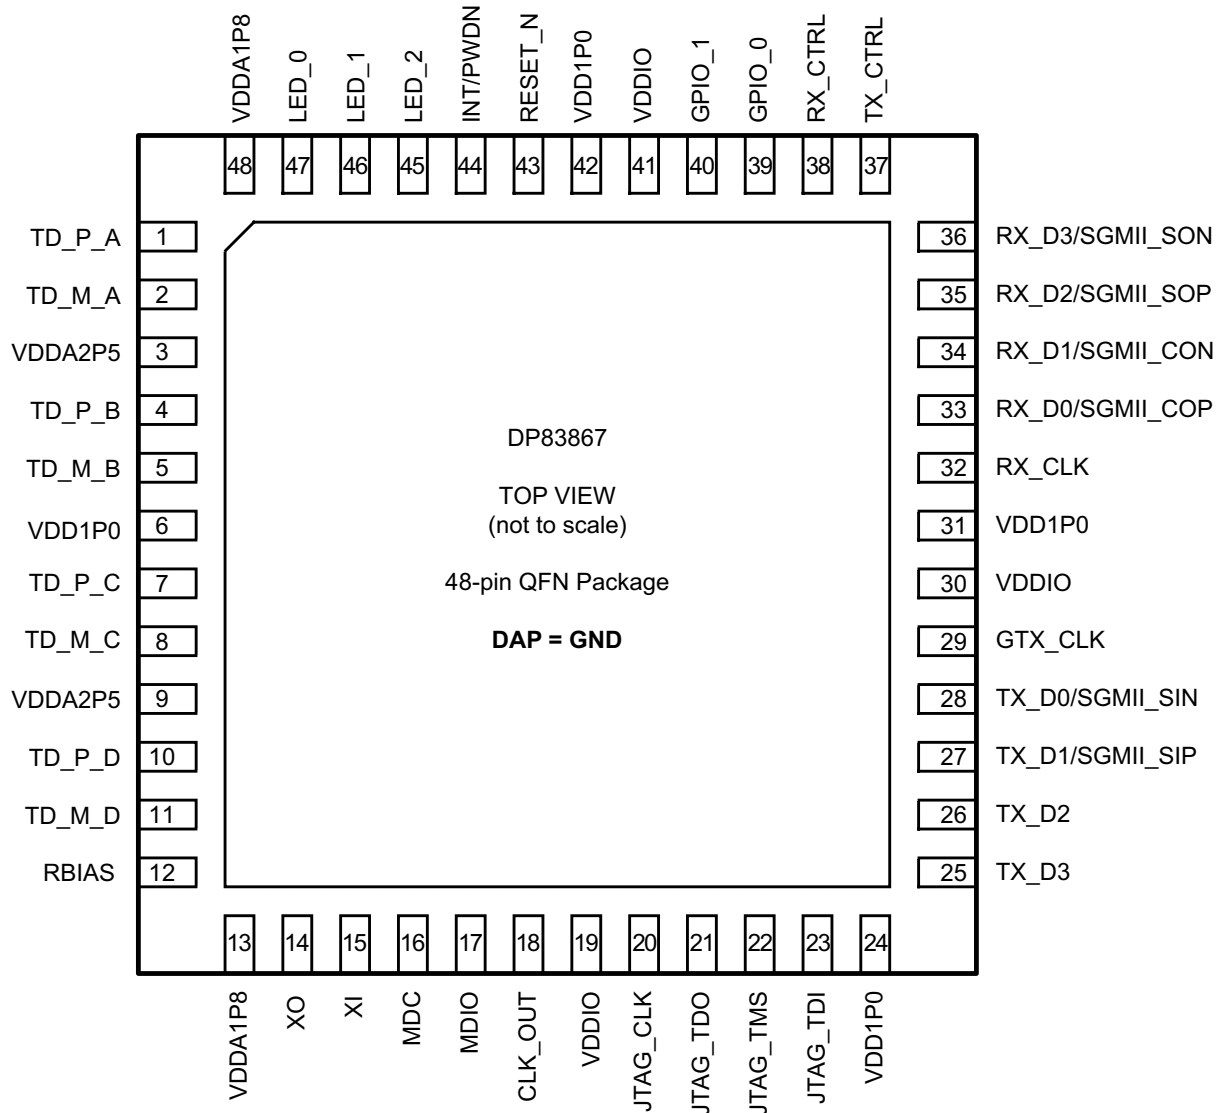 VDDA1P8
LED_0
LED_1
LED_2
INT/PWDN
RESET_N
VDD1P0
VDDIO
GPIO_1
GPIO_0
RX_CTRL
TX_CTRL
48 47 46 45 44 43 42 41 40 39 38 37
TD_P_A 1
TD_M_A 2
VDDA2P5 3
TD_P_B 4
TD_M_B 5
VDD1P0 6
TD_P_C 7
TD_M_C 8
VDDA2P5 9
TD_P_D 10
TD_M_D 11
RBIAS 12
DP83867
TOP VIEW
(not to scale)
48-pin QFN Package
DAP = GND
36 RX_D3/SGMII_SON
35 RX_D2/SGMII_SOP
34 RX_D1/SGMII_CON
33 RX_D0/SGMII_COP
32 RX_CLK
31 VDD1P0
30 VDDIO
29 GTX_CLK
28 TX_D0/SGMII_SIN
27 TX_D1/SGMII_SIP
26 TX_D2
25 TX_D3
13 14 15 16 17 18 19 20 21 22 23 24
VDDA1P8
XO
XI
MDC
MDIO
CLK_OUT
VDDIO
JTAG_CLK
JTAG_TDO
JTAG_TMS
JTAG_TDI
VDD1P0